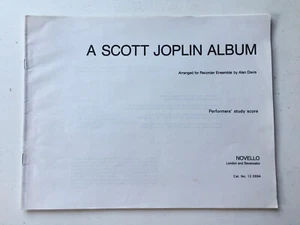 A SCOTT JOPLIN ALBUM
Arranged for Recorder Ensemble by Alan Davis
Performers' study score
NOVELLO
London and Sevenoaks
Cat. No. 12 0594